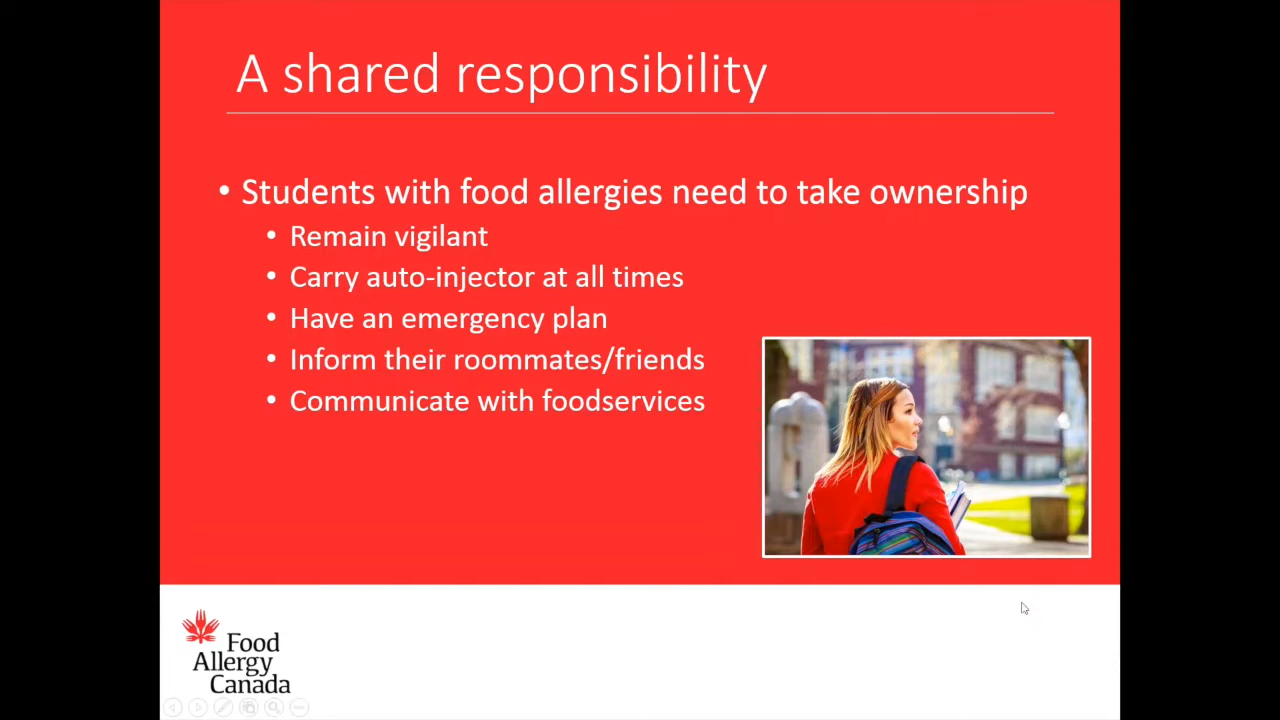 A shared responsibility
• Students with food allergies need to take ownership
• Remain vigilant
• Carry auto-injector at all times
• Have an emergency plan
• Inform their roommates/friends
• Communicate with foodservices
Food
Allergy
Canada